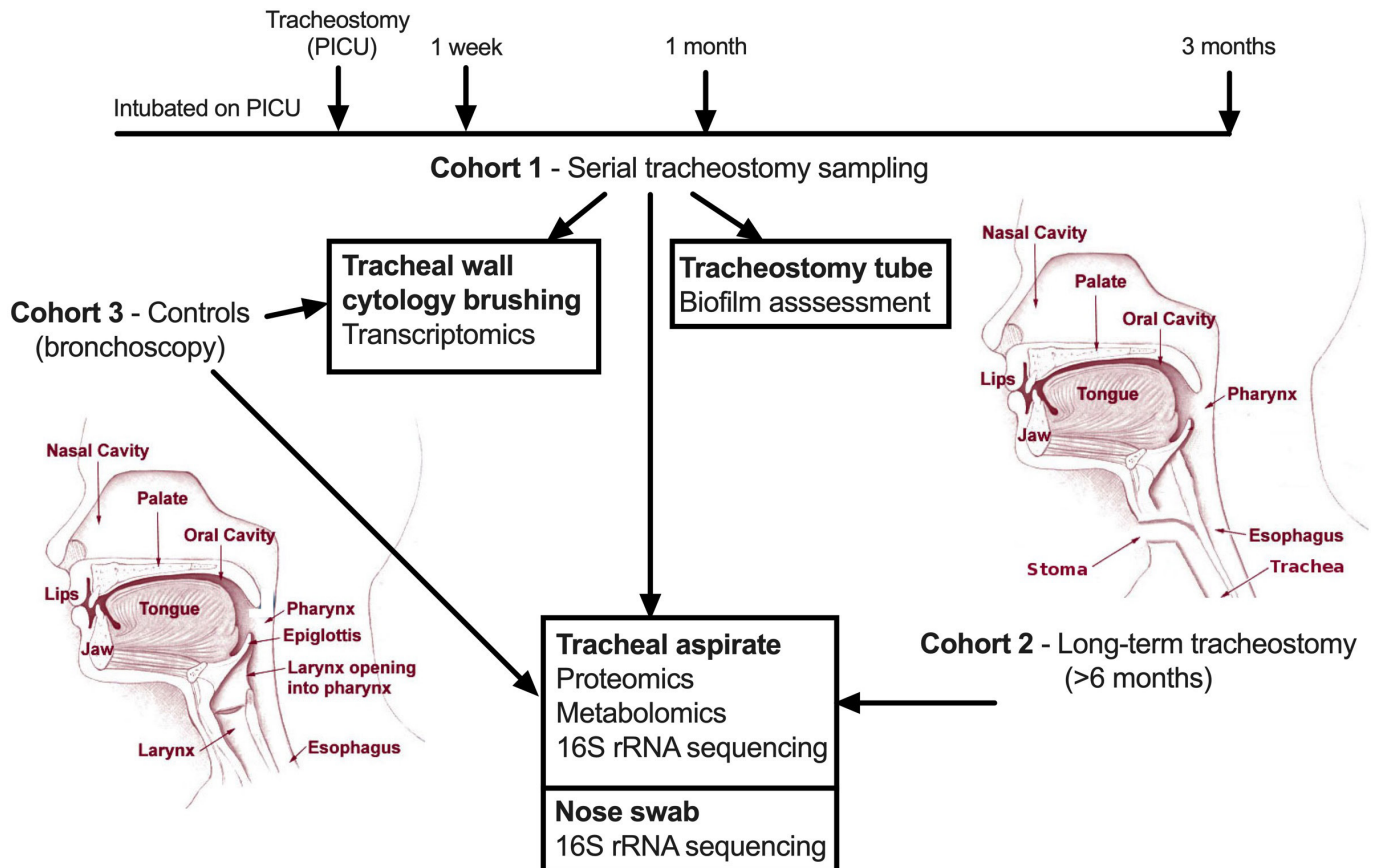 Tracheostomy
(PICU)
1 week
1 month
3 months
Intubated on PICU
Cohort 1 - Serial tracheostomy sampling
Tracheal wall
cytology brushing
Transcriptomics
Tracheostomy tube
Biofilm asssessment
Cohort 3 - Controls
(bronchoscopy)
Nasal Cavity
Palate
Oral Cavity
Lips
Tongue
Pharynx
Jaw
Esophagus
Stoma
Trachea
Nasal Cavity
Palate
Oral Cavity
Lips
Tongue
Pharynx
Epiglottis
Jaw
Larynx opening
into pharynx
Larynx
Esophagus
Tracheal aspirate
Proteomics
Metabolomics
16S rRNA sequencing
Nose swab
16S rRNA sequencing
Cohort 2 - Long-term tracheostomy
(>6 months)